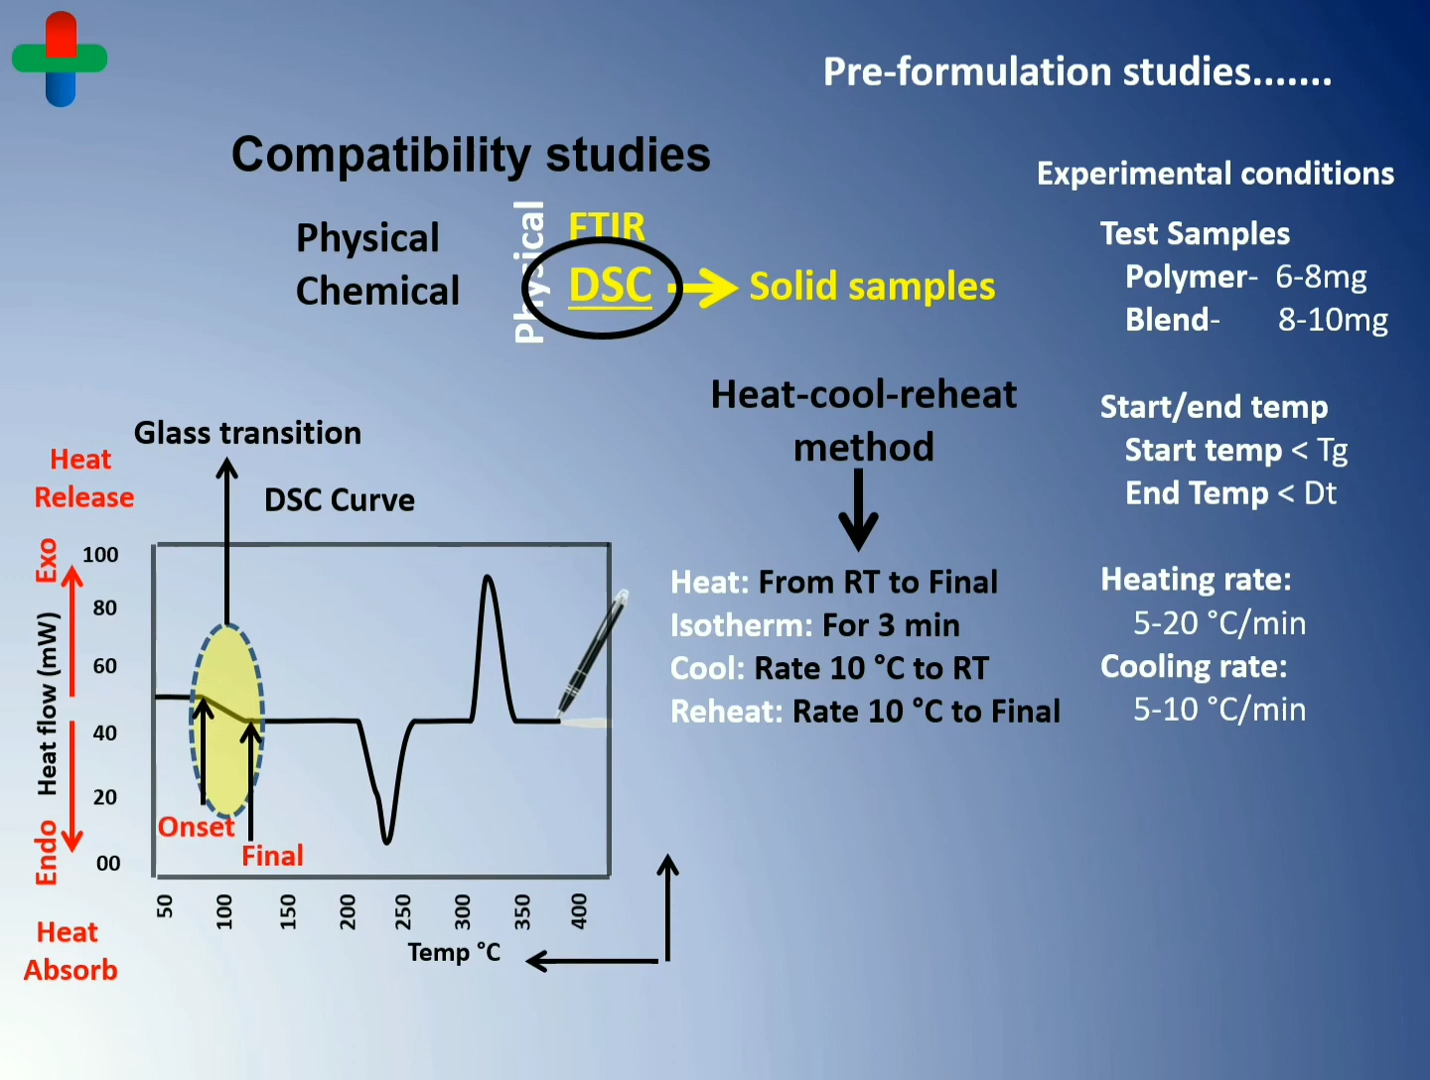 Pre-formulation studies.......
Compatibility studies
Physical
Chemical
Physical
FTIR
DSC
Solid samples
Experimental conditions
Test Samples
Polymer- 6-8mg
Blend- 8-10mg
Start/end temp
Start temp < Tg
End Temp < Dt
Heating rate:
5-20 °C/min
Cooling rate:
5-10 °C/min
Heat-cool-reheat
method
Heat: From RT to Final
Isotherm: For 3 min
Cool: Rate 10 °C to RT
Reheat: Rate 10 °C to Final
Glass transition
DSC Curve
Heat
Release
Exo
Heat flow (mW)
Endo
Heat
Absorb
100
80
60
40
20
00
Onset
Final
50
100
150
200
250
300
350
400
Temp °C